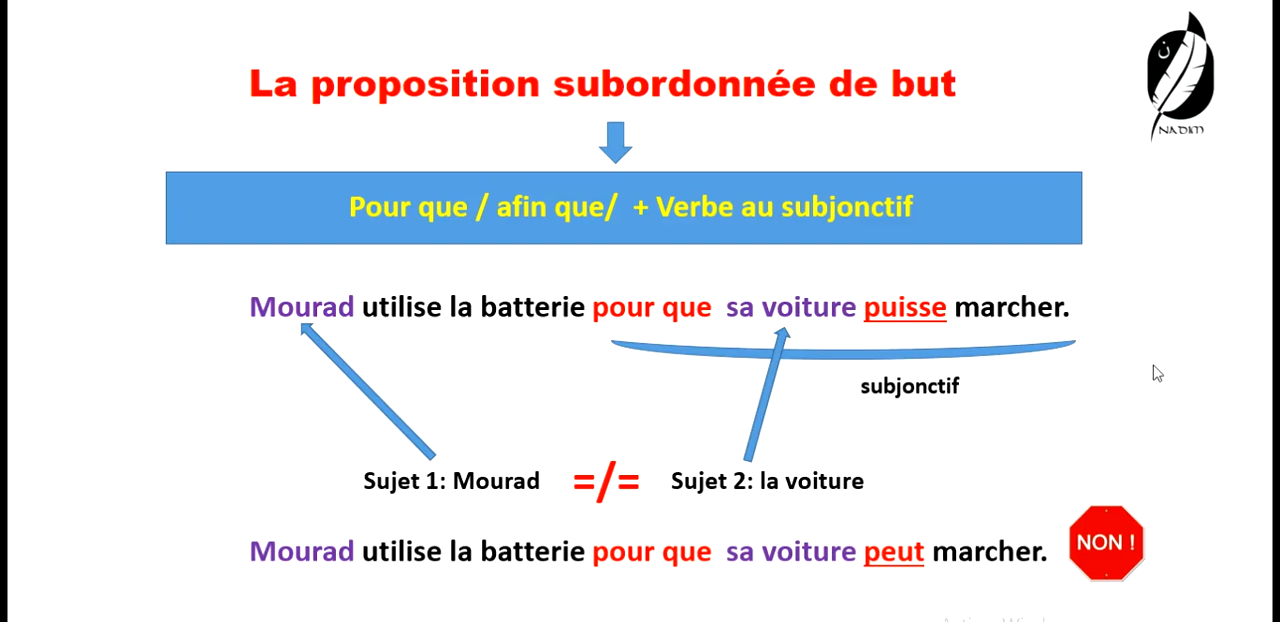 La proposition subordonnée de but
ن
NADIM
Pour que / afin que/ + Verbe au subjonctif
Mourad utilise la batterie pour que sa voiture puisse marcher.
subjonctif
Sujet 1: Mourad =/= Sujet 2: la voiture
Mourad utilise la batterie pour que sa voiture peut marcher.
NON !